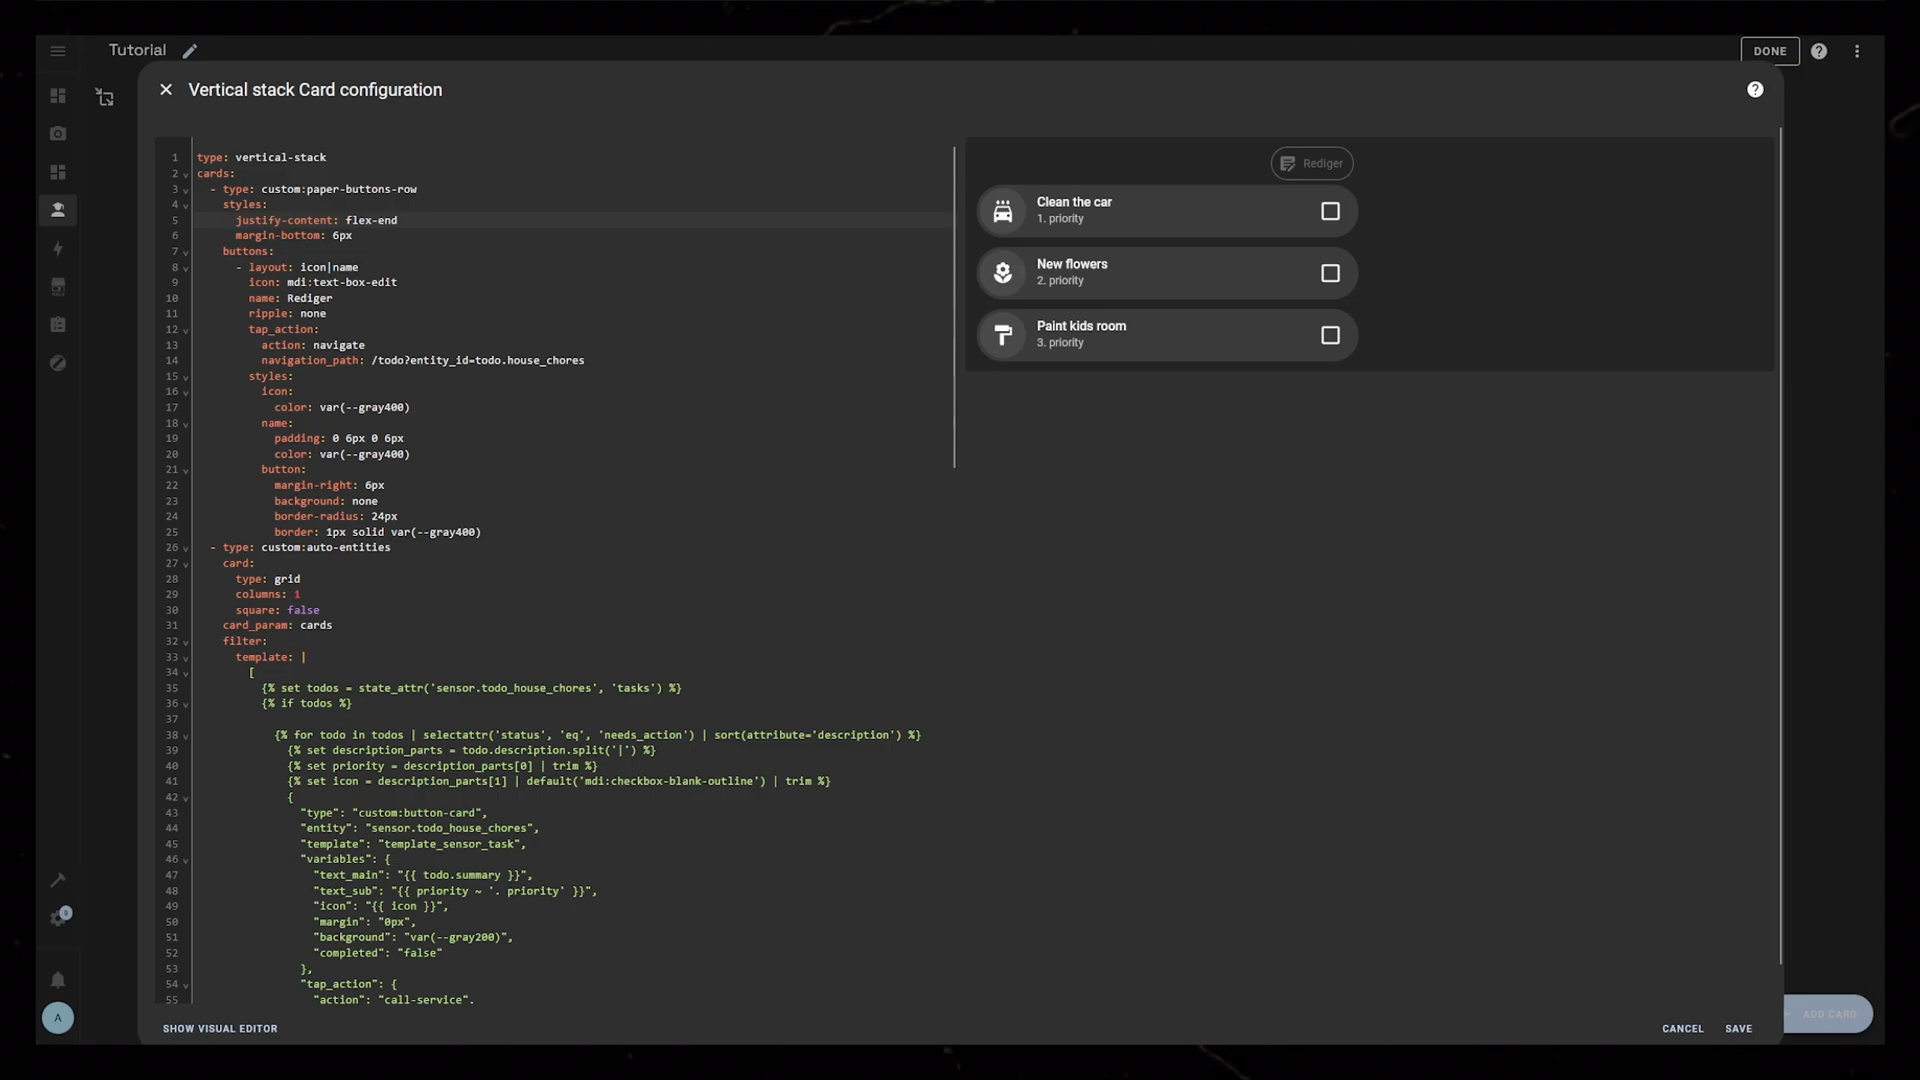 Tutorial
DONE
Vertical stack Card configuration
1 type: vertical-stack
2 cards:
3 - type: custom:paper-buttons-row
4 styles:
5 justify-content: flex-end
6 margin-bottom: 6px
7 buttons:
8 - layout: icon|name
9 icon: mdi:text-box-edit
10 name: Rediger
11 ripple: none
12 tap_action:
13 action: navigate
14 navigation_path: /todo?entity_id=todo.house_chores
15 styles:
16 icon:
17 color: var(--gray400)
18 name:
19 padding: 0 6px 0 6px
20 color: var(--gray400)
21 button:
22 margin-right: 6px
23 background: none
24 border-radius: 24px
25 border: 1px solid var(--gray400)
26 - type: custom:auto-entities
27 card:
28 type: grid
29 columns: 1
30 square: false
31 card_param: cards
32 filter:
33 template: |
34 [
35 {% set todos = state_attr('sensor.todo_house_chores', 'tasks') %}
36 {% if todos %}
37
38 {% for todo in todos | selectattr('status', 'eq', 'needs_action') | sort(attribute='description') %}
39 {% set description_parts = todo.description.split('|') %}
40 {% set priority = description_parts[0] | trim %}
41 {% set icon = description_parts[1] | default('mdi:checkbox-blank-outline') | trim %}
42 {
43 "type": "custom:button-card",
44 "entity": "sensor.todo_house_chores",
45 "template": "template_sensor_task",
46 "variables": {
47 "text_main": "{{ todo.summary }}",
48 "text_sub": "{{ priority ~ '. priority' }}",
49 "icon": "{{ icon }}",
50 "margin": "0px",
51 "background": "var(--gray200)",
52 "completed": "false"
53 },
54 "tap_action": {
55 "action": "call-service".
Rediger
Clean the car
1. priority
New flowers
2. priority
Paint kids room
3. priority
9
A
SHOW VISUAL EDITOR
CANCEL
SAVE
ADD CARD